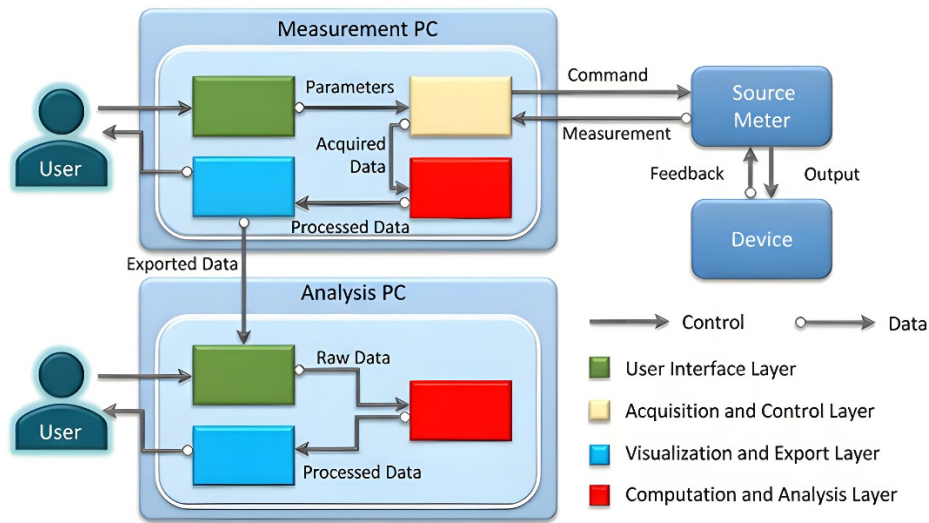 Measurement PC
User
Parameters
Acquired
Data
Processed Data
Command
Measurement
Source
Meter
Feedback
Output
Device
Exported Data
Analysis PC
User
Raw Data
Processed Data
Control
Data
User Interface Layer
Acquisition and Control Layer
Visualization and Export Layer
Computation and Analysis Layer